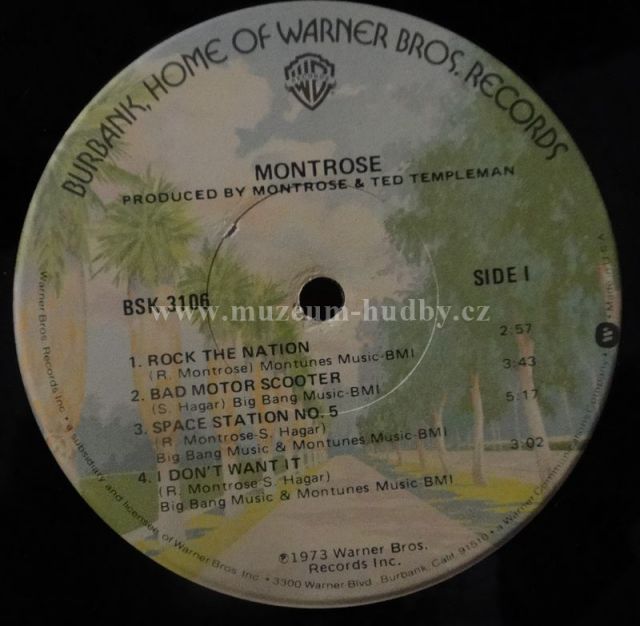 BURBANK, HOME OF WARNER BROS. RECORDS
MONTROSE
PRODUCED BY MONTROSE & TED TEMPLEMAN
BSK 3106
SIDE I
www.muzeum-hudby.cz
1. ROCK THE NATION 2:57
(R. Montrose) Montunes Music-BMI
2. BAD MOTOR SCOOTER 3:43
(S. Hagar) Big Bang Music-BMI
3. SPACE STATION NO. 5 5:17
(R. Montrose-S. Hagar)
Big Bang Music & Montunes Music-BMI
4. I DON'T WANT IT 3:02
(R. Montrose-S. Hagar)
Big Bang Music & Montunes Music-BMI
℗1973 Warner Bros.
Records Inc.
Warner Bros. Records Inc. • a subsidiary and licensee of Warner Bros. Inc. • 3300 Warner Blvd., Burbank, Calif. 91510 • a Warner Communications Company • W • Made in U.S.A.